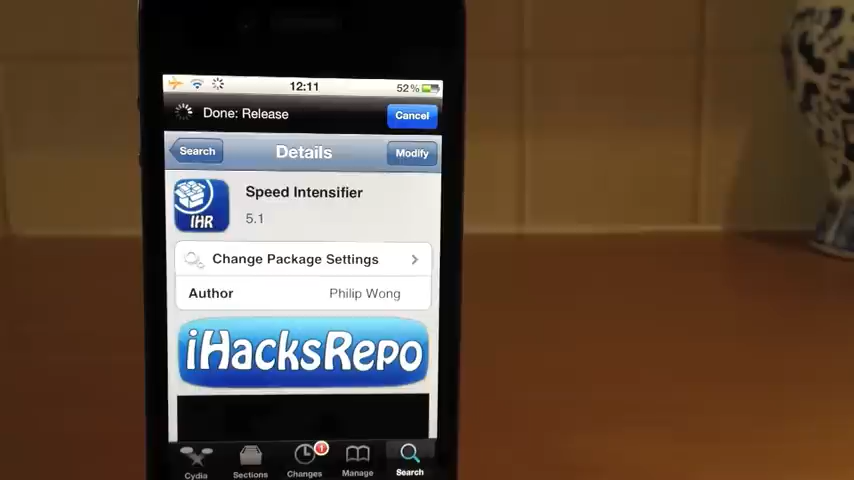 12:11
52%
Done: Release
Cancel
Search
Details
Modify
IHR
Speed Intensifier
5.1
Change Package Settings
Author
Philip Wong
iHacksRepo
1
Cydia
Sections
Changes
Manage
Search